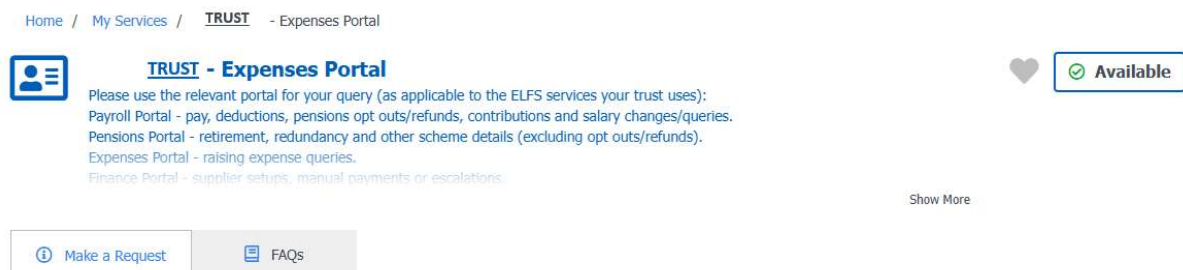 Home / My Services / TRUST - Expenses Portal
TRUST - Expenses Portal
Available
Please use the relevant portal for your query (as applicable to the ELFS services your trust uses):
Payroll Portal - pay, deductions, pensions opt outs/refunds, contributions and salary changes/queries.
Pensions Portal - retirement, redundancy and other scheme details (excluding opt outs/refunds).
Expenses Portal - raising expense queries.
Finance Portal - supplier setups, manual payments or escalations.
Show More
Make a Request
FAQs